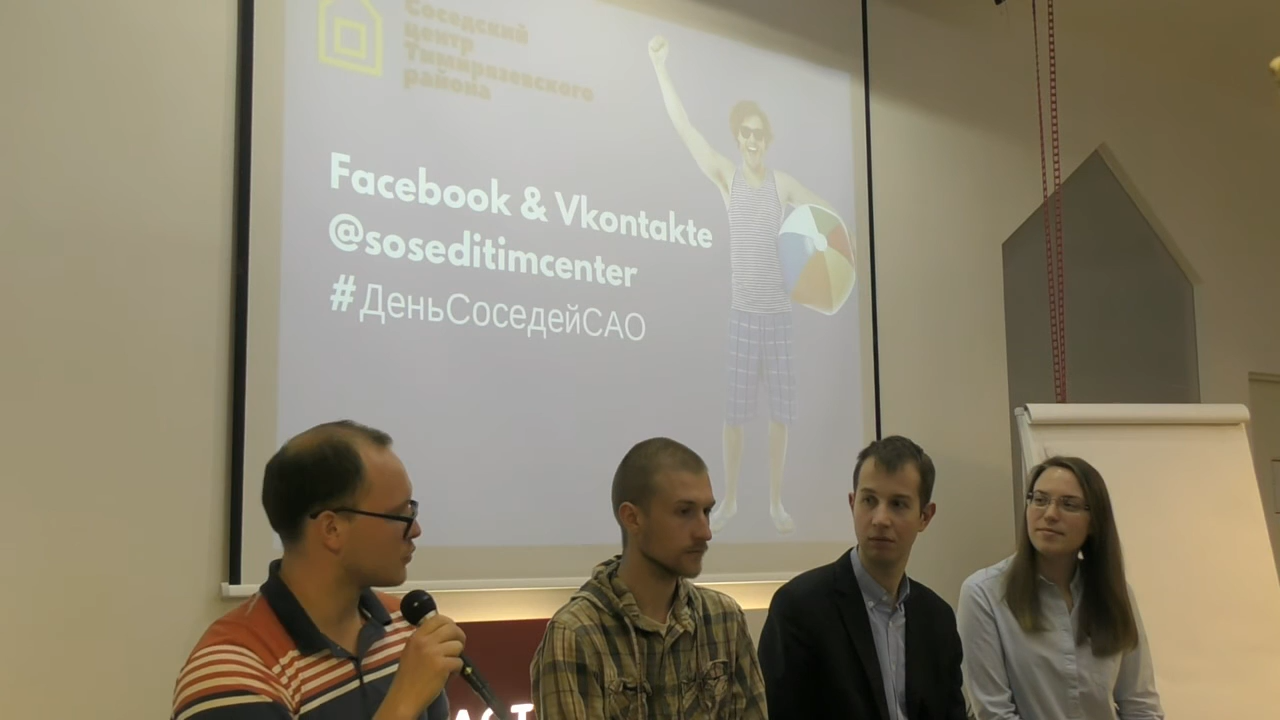 Соседский
центр
Тимирязевского
района
Facebook & Vkontakte
@soseditimcenter
#ДеньСоседейСАО